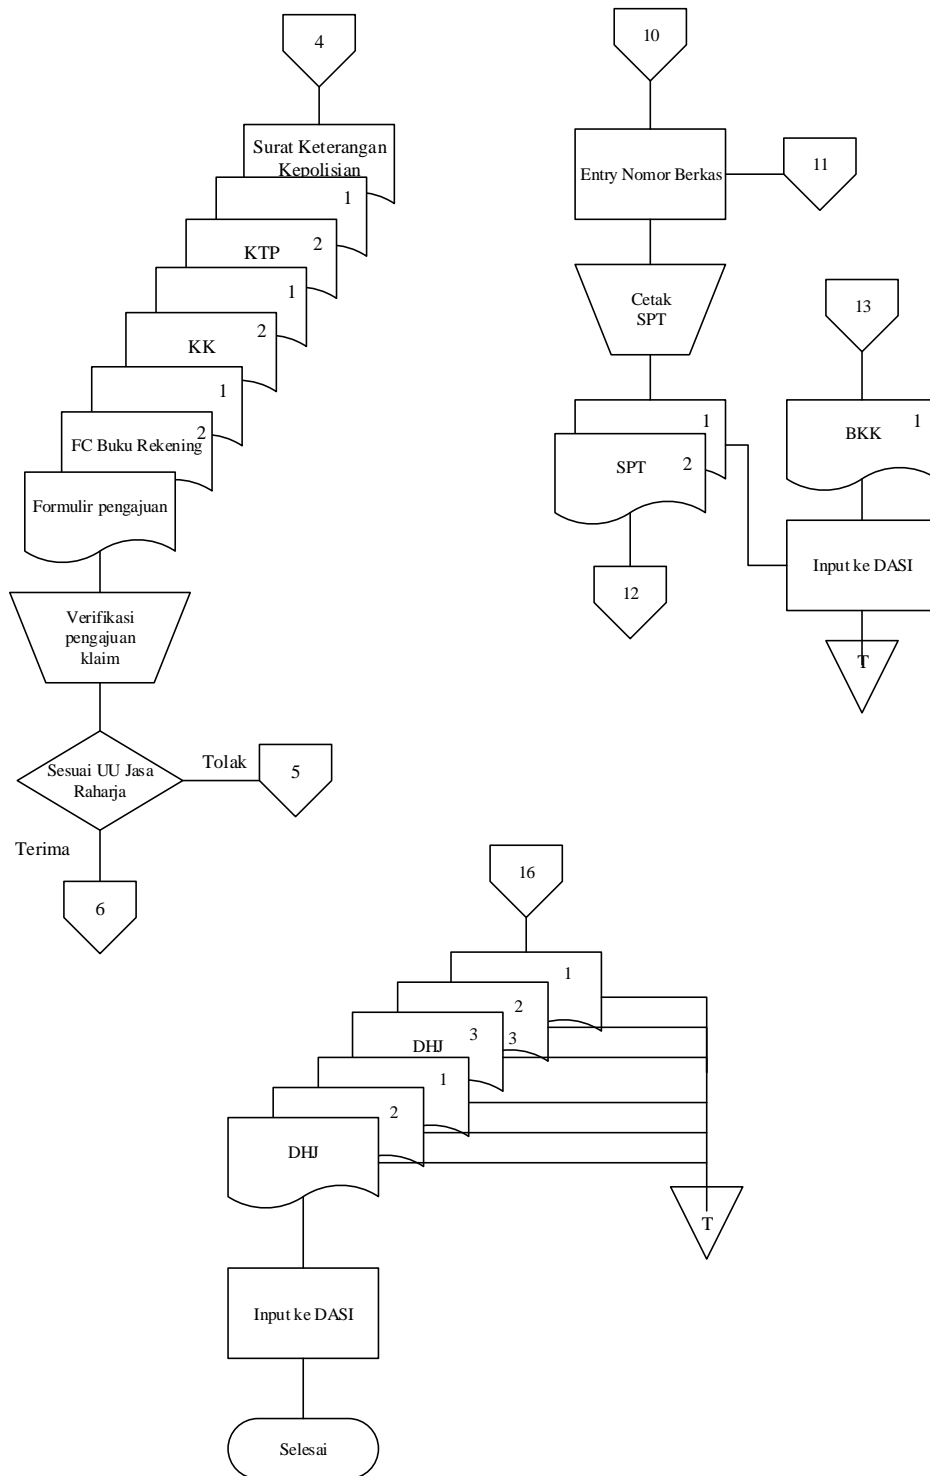 4
Surat Keterangan
Kepolisian
1
2
KTP
1
2
KK
1
2
FC Buku Rekening
Formulir pengajuan
Verifikasi
pengajuan
klaim
Sesuai UU Jasa
Raharja
Tolak
5
Terima
6
10
Entry Nomor Berkas
11
Cetak
SPT
1
SPT
2
12
13
BKK
1
Input ke DASI
T
16
1
2
3
3
DHJ
1
2
DHJ
T
Input ke DASI
Selesai